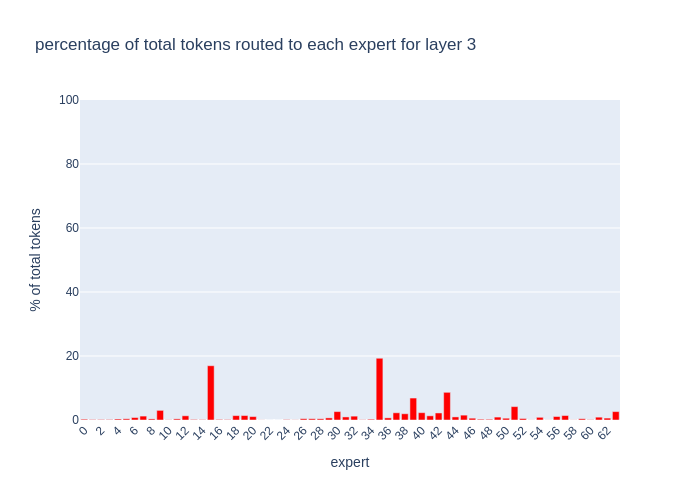 percentage of total tokens routed to each expert for layer 3
100
80
60
40
20
0
% of total tokens
0 2 4 6 8 10 12 14 16 18 20 22 24 26 28 30 32 34 36 38 40 42 44 46 48 50 52 54 56 58 60 62
expert